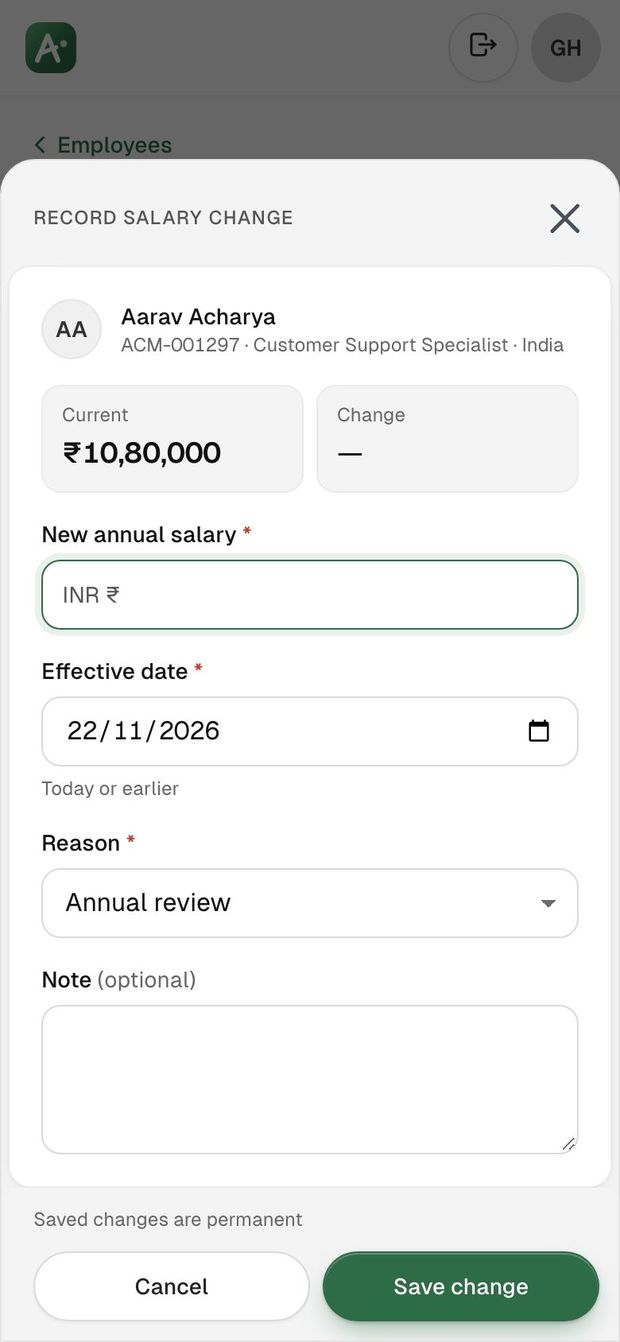 A
GH
Employees
RECORD SALARY CHANGE
AA
Aarav Acharya
ACM-001297 · Customer Support Specialist · India
Current
₹10,80,000
Change
—
New annual salary *
INR ₹
Effective date *
22/11/2026
Today or earlier
Reason *
Annual review
Note (optional)
Saved changes are permanent
Cancel
Save change